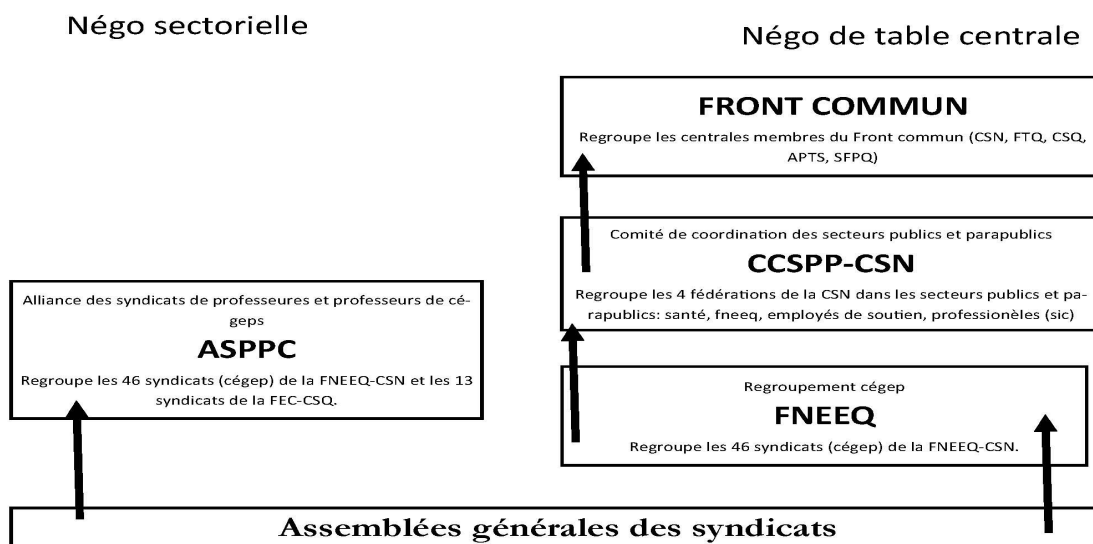 Négo sectorielle
Négo de table centrale
FRONT COMMUN
Regroupe les centrales membres du Front commun (CSN, FTQ, CSQ,
APTS, SFPQ)
Comité de coordination des secteurs publics et parapublics
CCSPP-CSN
Regroupe les 4 fédérations de la CSN dans les secteurs publics et pa-
rapublics: santé, fneeq, employés de soutien, professionèles (sic)
Alliance des syndicats de professeures et professeurs de cé-
geps
ASPPC
Regroupe les 46 syndicats (cégep) de la FNEEQ-CSN et les 13
syndicats de la FEC-CSQ.
Regroupement cégep
FNEEQ
Regroupe les 46 syndicats (cégep) de la FNEEQ-CSN.
Assemblées générales des syndicats